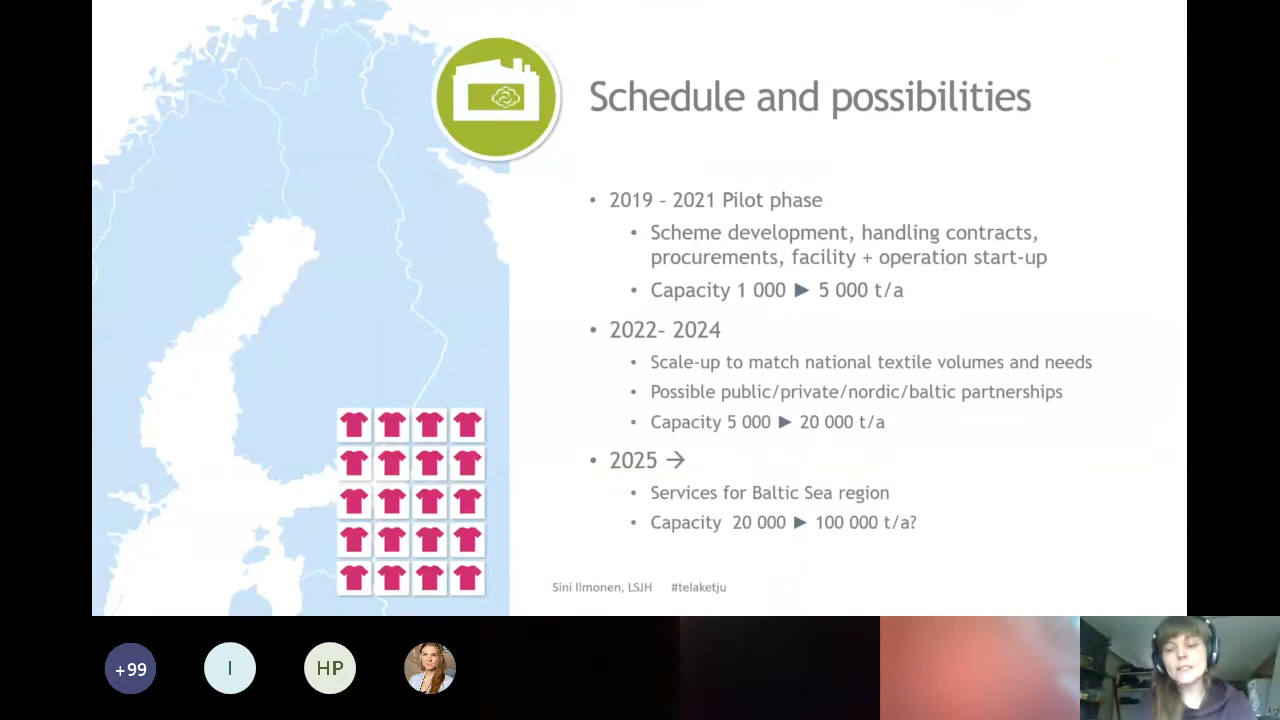 Schedule and possibilities
• 2019 – 2021 Pilot phase
• Scheme development, handling contracts,
procurements, facility + operation start-up
• Capacity 1 000 ► 5 000 t/a
• 2022– 2024
• Scale-up to match national textile volumes and needs
• Possible public/private/nordic/baltic partnerships
• Capacity 5 000 ► 20 000 t/a
• 2025 →
• Services for Baltic Sea region
• Capacity 20 000 ► 100 000 t/a?
Sini Ilmonen, LSJH #telaketju
+99 I HP